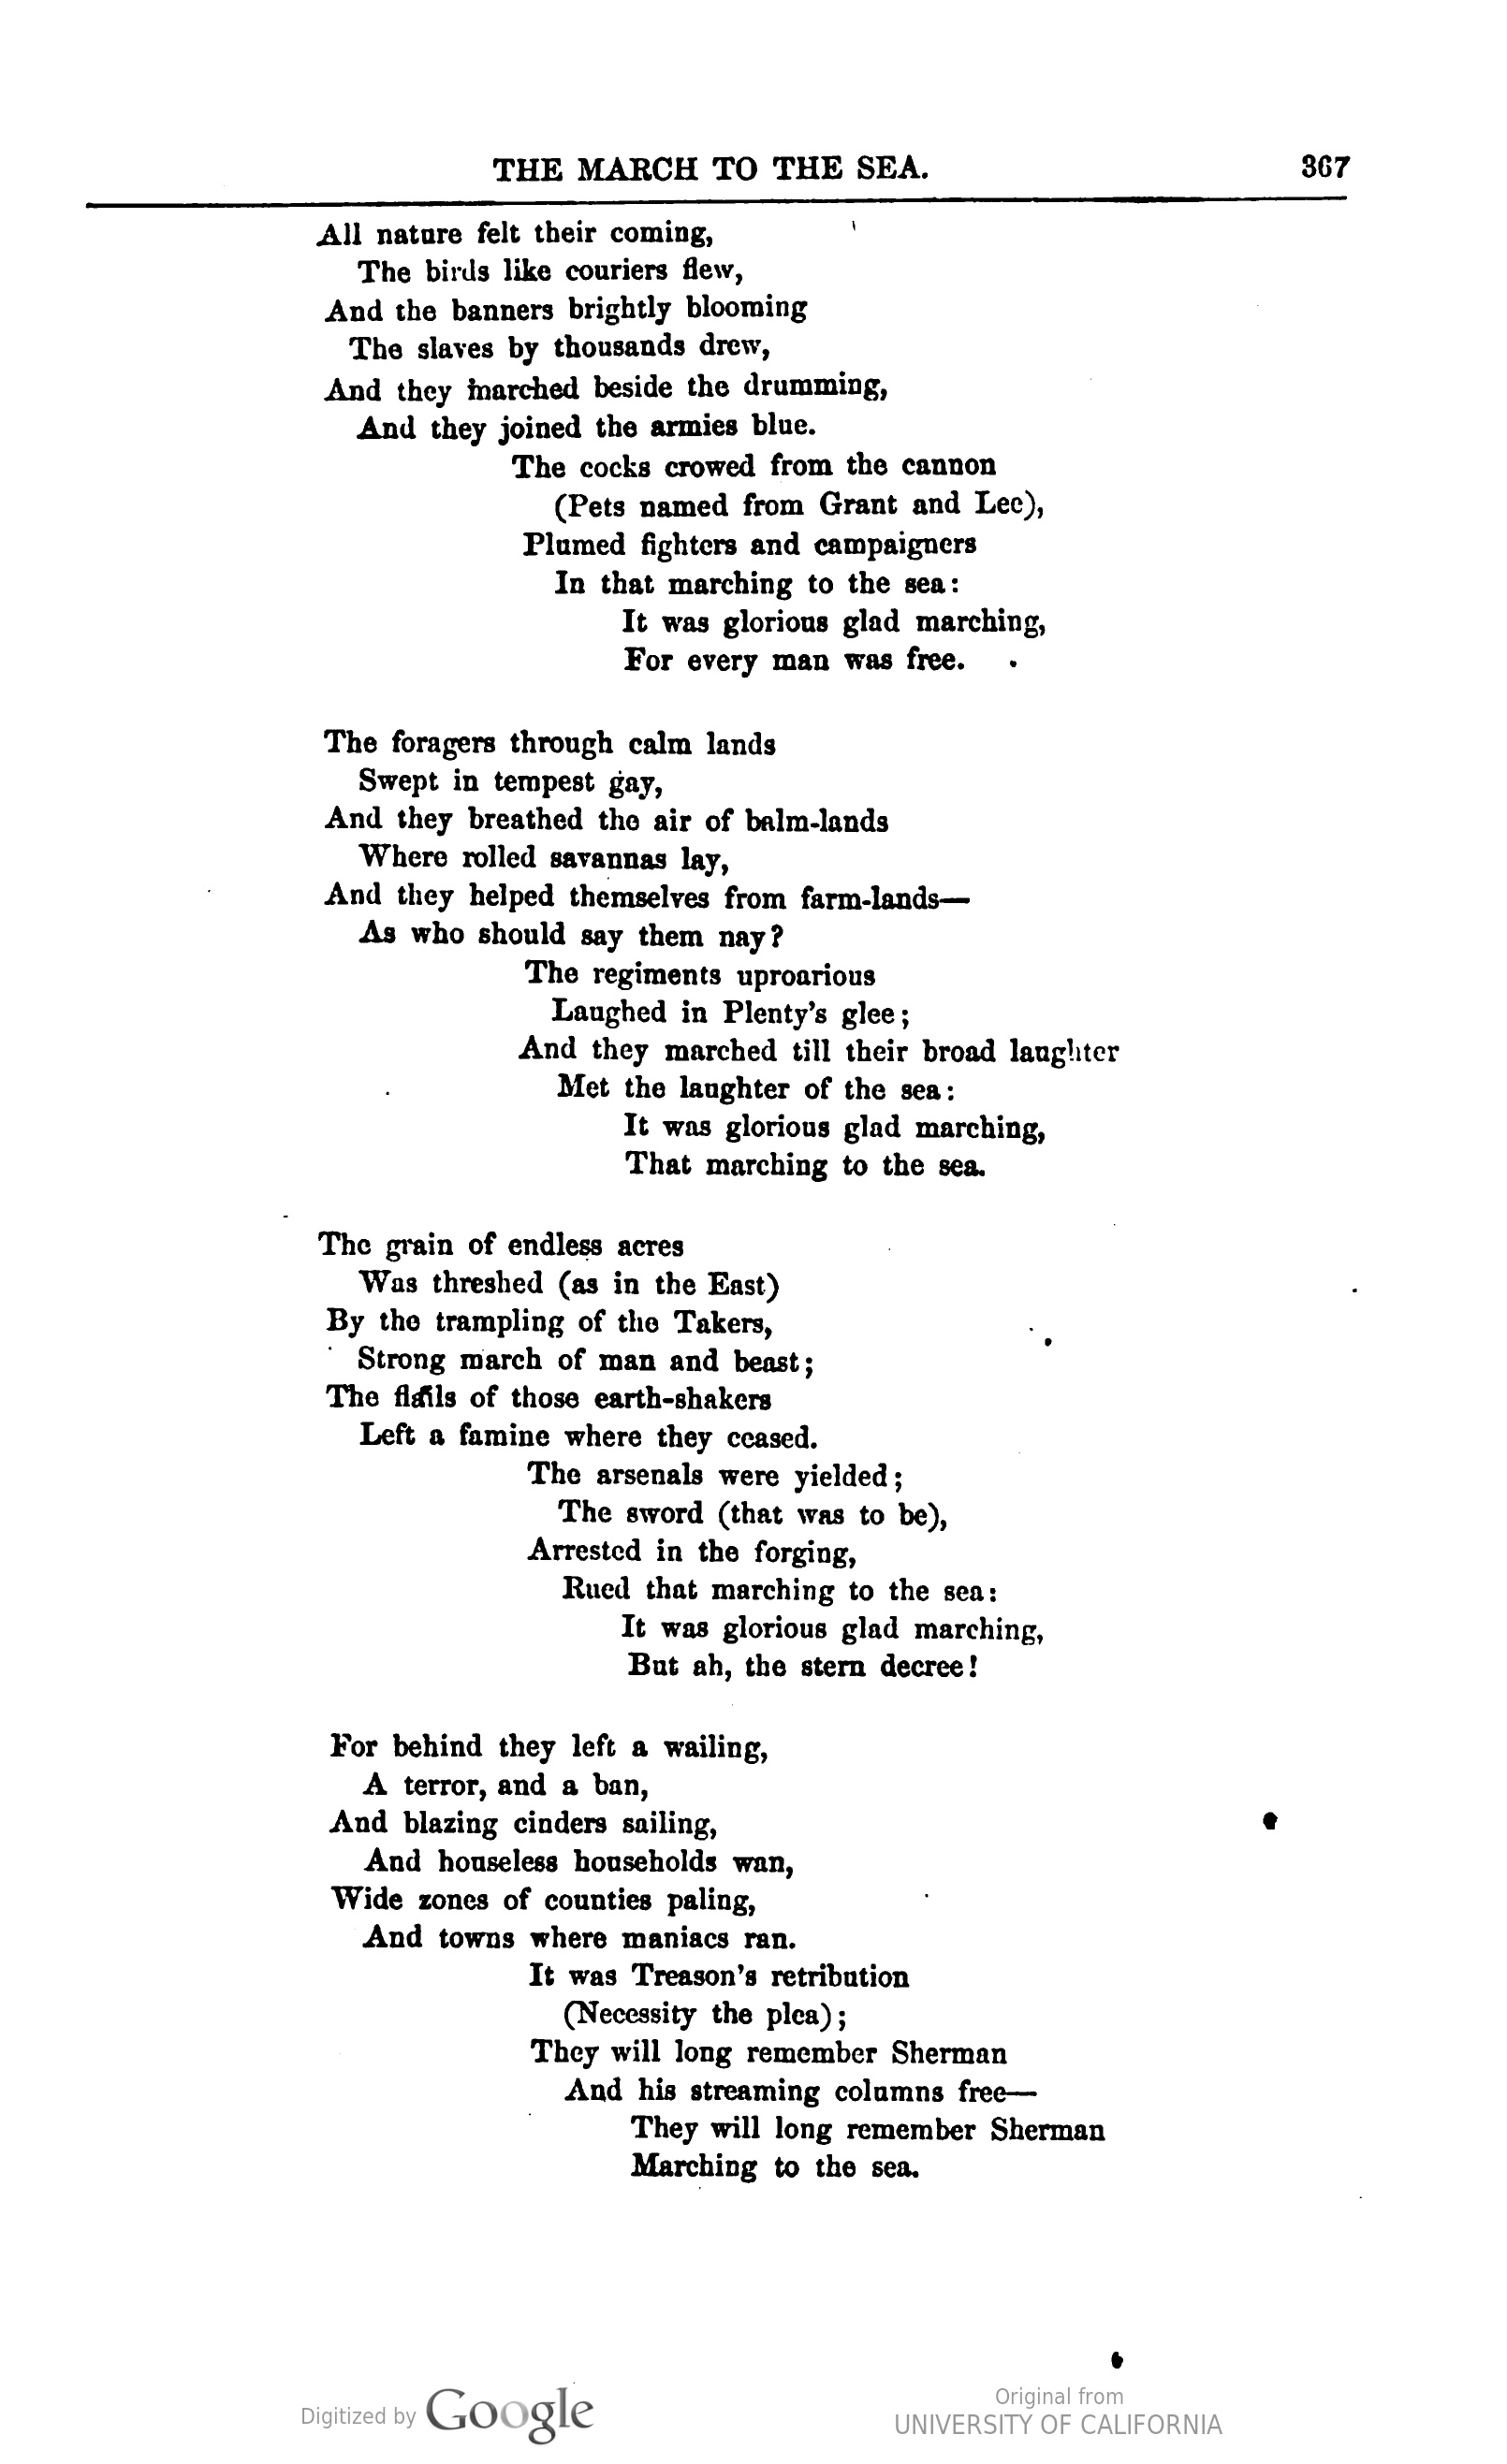 THE MARCH TO THE SEA. 367
All nature felt their coming,
The birds like couriers flew,
And the banners brightly blooming
The slaves by thousands drew,
And they marched beside the drumming,
And they joined the armies blue.
The cocks crowed from the cannon
(Pets named from Grant and Lee),
Plumed fighters and campaigners
In that marching to the sea:
It was glorious glad marching,
For every man was free.
The foragers through calm lands
Swept in tempest gay,
And they breathed the air of balm-lands
Where rolled savannas lay,
And they helped themselves from farm-lands—
As who should say them nay?
The regiments uproarious
Laughed in Plenty's glee;
And they marched till their broad laughter
Met the laughter of the sea:
It was glorious glad marching,
That marching to the sea.
The grain of endless acres
Was threshed (as in the East)
By the trampling of the Takers,
Strong march of man and beast;
The flails of those earth-shakers
Left a famine where they ceased.
The arsenals were yielded;
The sword (that was to be),
Arrested in the forging,
Rued that marching to the sea:
It was glorious glad marching,
But ah, the stern decree!
For behind they left a wailing,
A terror, and a ban,
And blazing cinders sailing,
And houseless households wan,
Wide zones of counties paling,
And towns where maniacs ran.
It was Treason's retribution
(Necessity the plea);
They will long remember Sherman
And his streaming columns free—
They will long remember Sherman
Marching to the sea.
Digitized by Google
Original from
UNIVERSITY OF CALIFORNIA